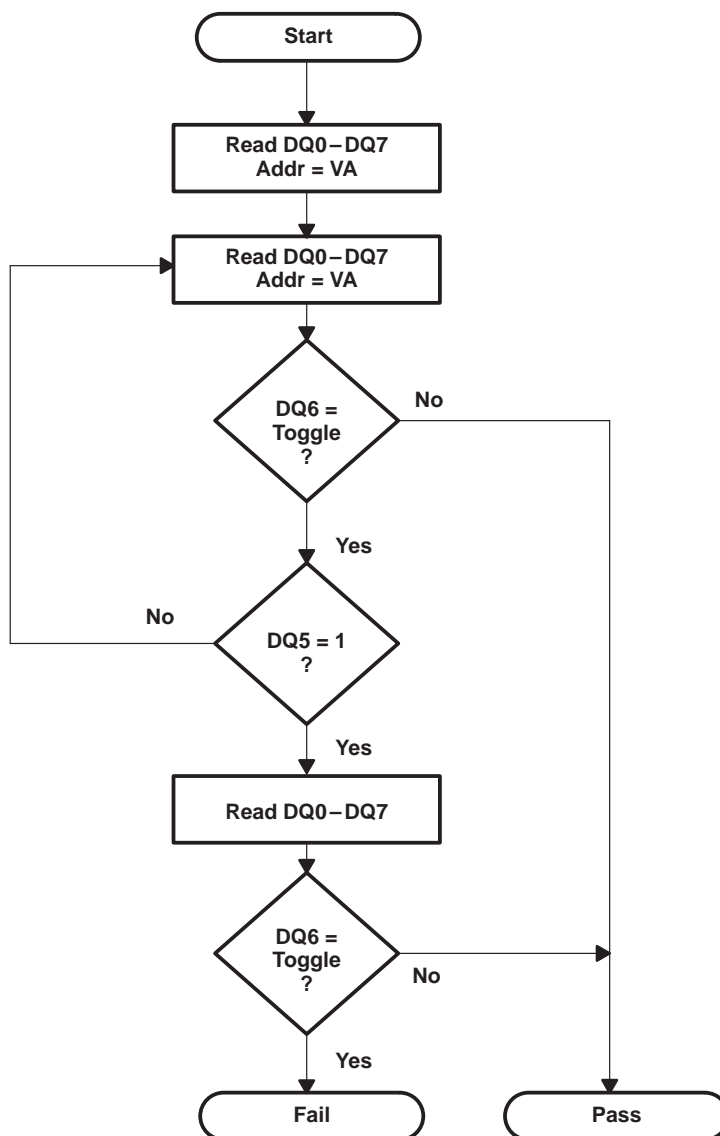 Start
Read DQ0–DQ7
Addr = VA
Read DQ0–DQ7
Addr = VA
DQ6 =
Toggle
?
No
Yes
DQ5 = 1
?
No
Yes
Read DQ0–DQ7
DQ6 =
Toggle
?
No
Yes
Fail
Pass